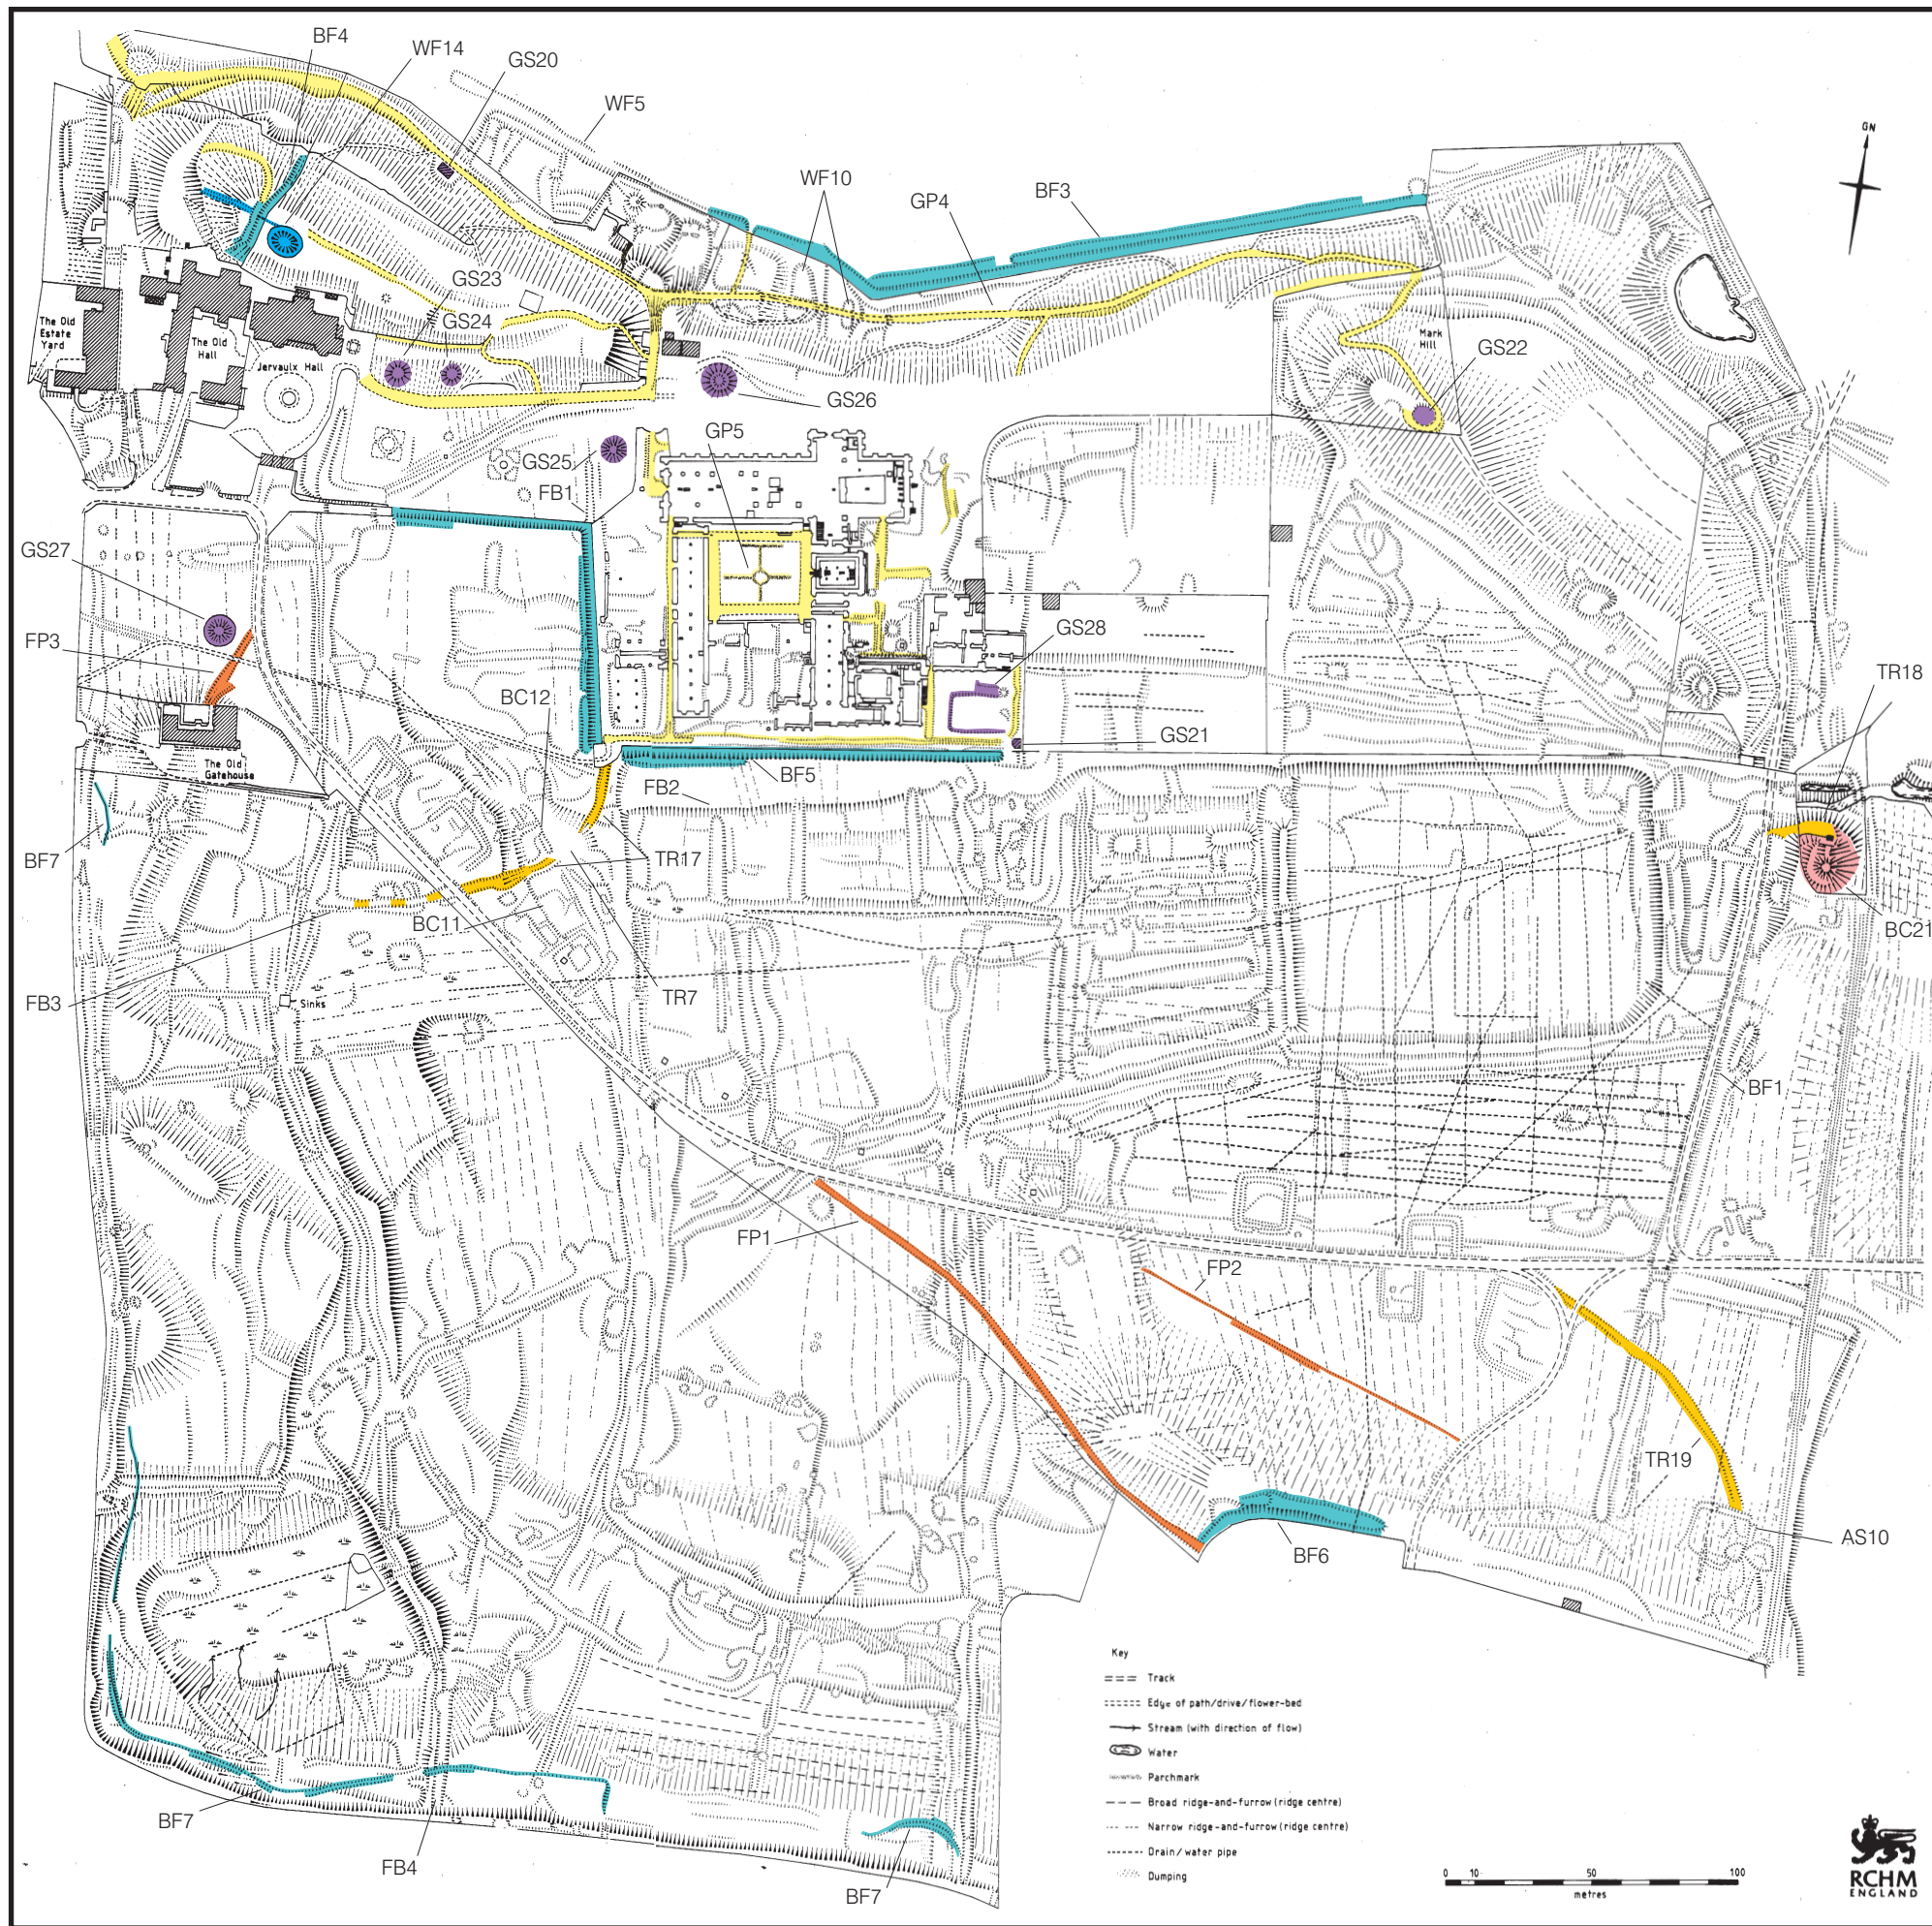 BF4
WF14
GS20
WF5
GN
WF10
GP4
BF3
GS23
GS24
The Old
Estate
Yard
The Old
Hall
Jervaulx Hall
Mark
Hill
GS22
GS26
GP5
GS25
FB1
GS27
FP3
GS28
TR18
BC12
GS21
The Old
Gatehouse
BF5
FB2
BF7
TR17
BC11
BC21
FB3
Sinks
TR7
BF1
FP1
FP2
TR19
AS10
BF6
Key
Track
Edge of path/drive/flower-bed
Stream (with direction of flow)
Water
Parchmark
Broad ridge-and-furrow (ridge centre)
Narrow ridge-and-furrow (ridge centre)
Drain/water pipe
Dumping
BF7
FB4
BF7
0 10 50 100
metres
RCHM
ENGLAND